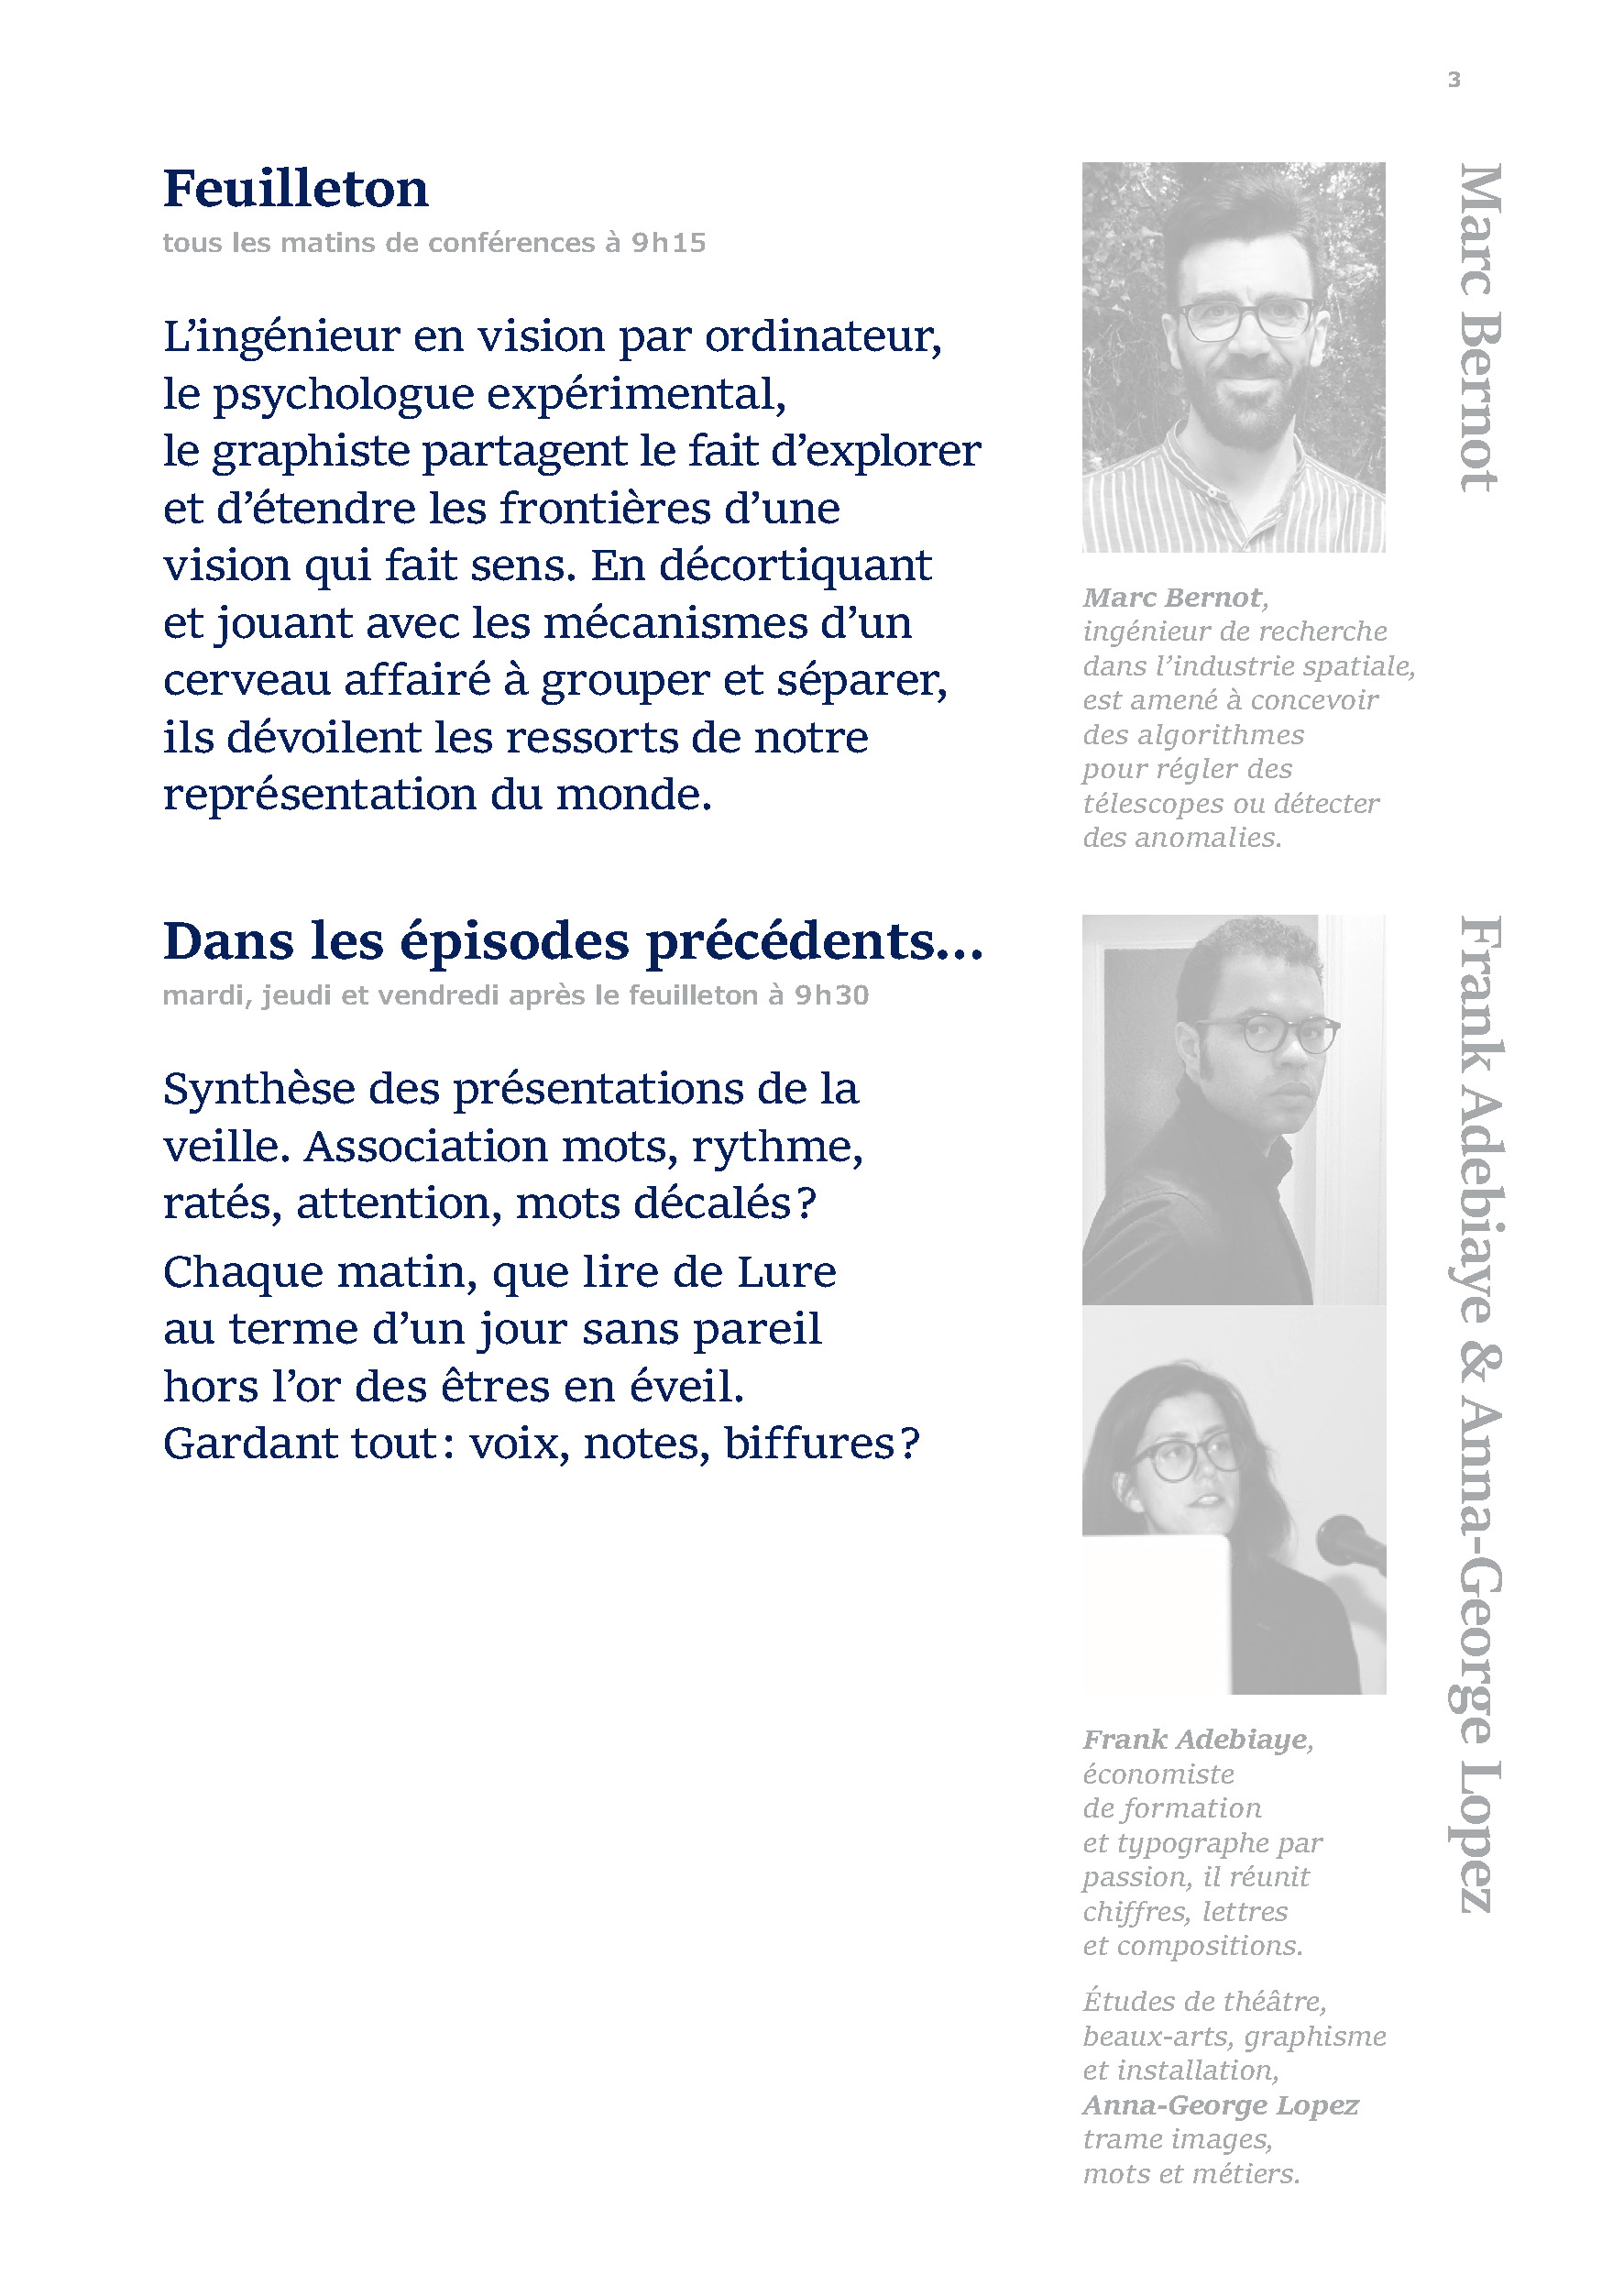 3
Feuilleton
tous les matins de conférences à 9h15
L’ingénieur en vision par ordinateur,
le psychologue expérimental,
le graphiste partagent le fait d’explorer
et d’étendre les frontières d’une
vision qui fait sens. En décortiquant
et jouant avec les mécanismes d’un
cerveau affairé à grouper et séparer,
ils dévoilent les ressorts de notre
représentation du monde.
Marc Bernot
Marc Bernot,
ingénieur de recherche
dans l’industrie spatiale,
est amené à concevoir
des algorithmes
pour régler des
télescopes ou détecter
des anomalies.
Dans les épisodes précédents…
mardi, jeudi et vendredi après le feuilleton à 9h30
Synthèse des présentations de la
veille. Association mots, rythme,
ratés, attention, mots décalés ?
Chaque matin, que lire de Lure
au terme d’un jour sans pareil
hors l’or des êtres en éveil.
Gardant tout : voix, notes, biffures ?
Frank Adebiaye & Anna-George Lopez
Frank Adebiaye,
économiste
de formation
et typographe par
passion, il réunit
chiffres, lettres
et compositions.
Études de théâtre,
beaux-arts, graphisme
et installation,
Anna-George Lopez
trame images,
mots et métiers.